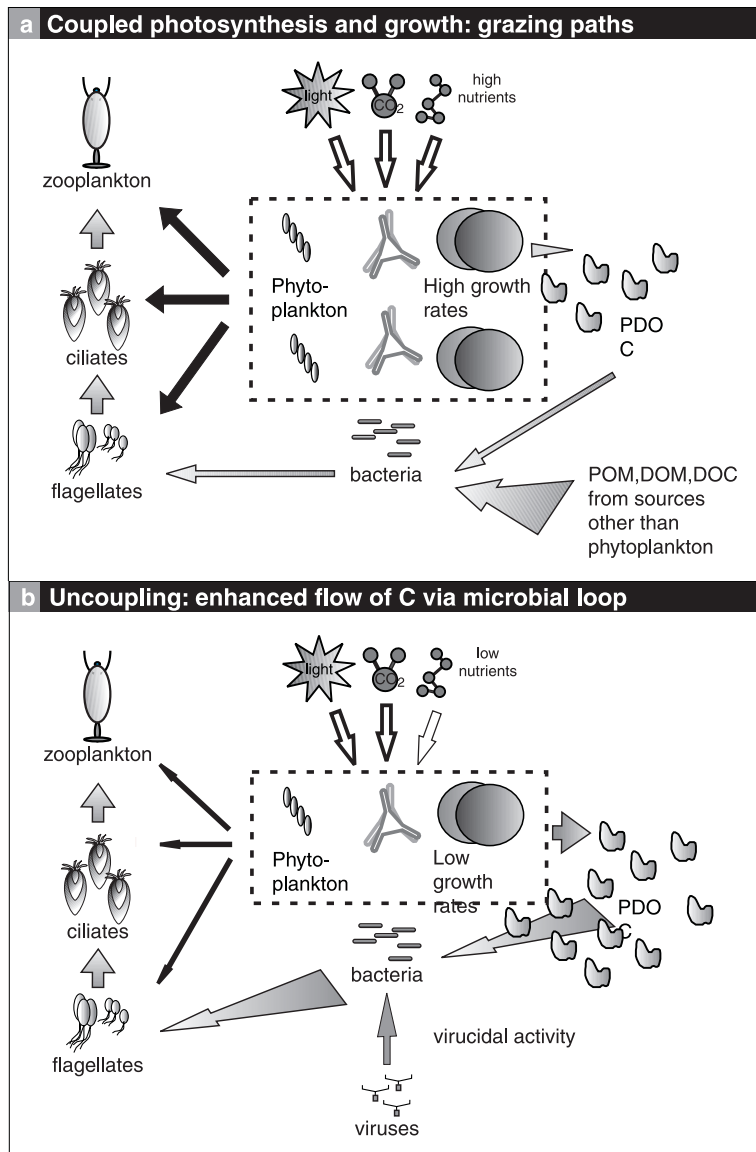 a Coupled photosynthesis and growth: grazing paths
light
CO2
high
nutrients
zooplankton
Phyto-
plankton
High growth
rates
ciliates
PDO
C
flagellates
bacteria
POM,DOM,DOC
from sources
other than
phytoplankton
b Uncoupling: enhanced flow of C via microbial loop
light
CO2
low
nutrients
zooplankton
Phyto-
plankton
Low
growth
rates
ciliates
PDO
C
bacteria
flagellates
virucidal activity
viruses